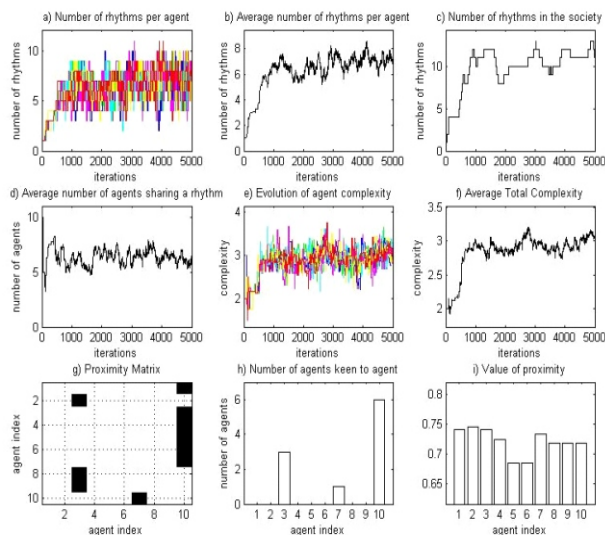 a) Number of rhythms per agent
number of rhythms
10
5
0
0 1000 2000 3000 4000 5000
iterations
b) Average number of rhythms per agent
number of rhythms
8
6
4
2
0
0 1000 2000 3000 4000 5000
iterations
c) Number of rhythms in the society
number of rhythms
10
5
0
0 1000 2000 3000 4000 5000
iterations
d) Average number of agents sharing a rhythm
number of agents
10
5
0
0 1000 2000 3000 4000 5000
iterations
e) Evolution of agent complexity
complexity
4
3
2
0 1000 2000 3000 4000 5000
iterations
f) Average Total Complexity
complexity
3.5
3
2.5
2
0 1000 2000 3000 4000 5000
iterations
g) Proximity Matrix
agent index
2
4
6
8
10
2 4 6 8 10
agent index
h) Number of agents keen to agent
number of agents
6
4
2
0
1 2 3 4 5 6 7 8 9 10
agent index
i) Value of proximity
0.8
0.75
0.7
0.65
1 2 3 4 5 6 7 8 9 10
agent index